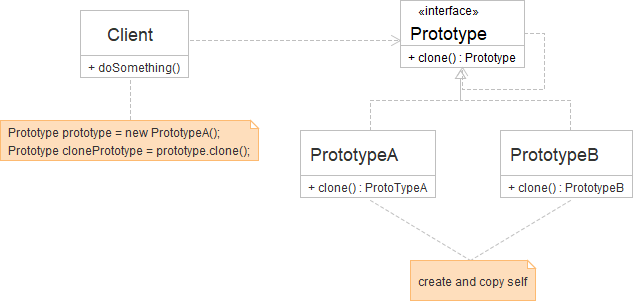 Client
+ doSomething()
Prototype prototype = new PrototypeA();
Prototype clonePrototype = prototype.clone();
«interface»
Prototype
+ clone() : Prototype
PrototypeA
+ clone() : ProtoTypeA
PrototypeB
+ clone() : PrototypeB
create and copy self